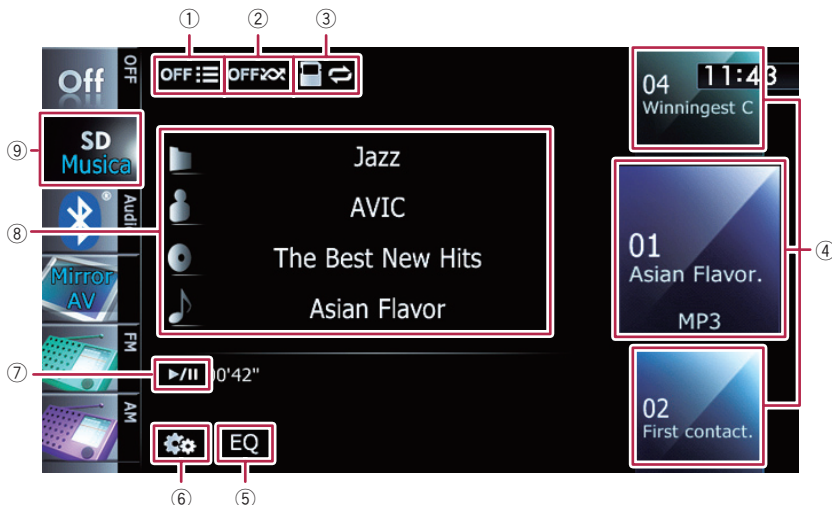 ① ② ③
Off OFF
OFF OFF
04 11:43
Winningest C
⑨ SD
Musica
Jazz
® Audio
⑧ AVIC
01
Asian Flavor.
MP3
④
The Best New Hits
Mirror
AV
Asian Flavor
FM
⑦ ►/II 00'42"
02
First contact.
AM
EQ
⑥ ⑤